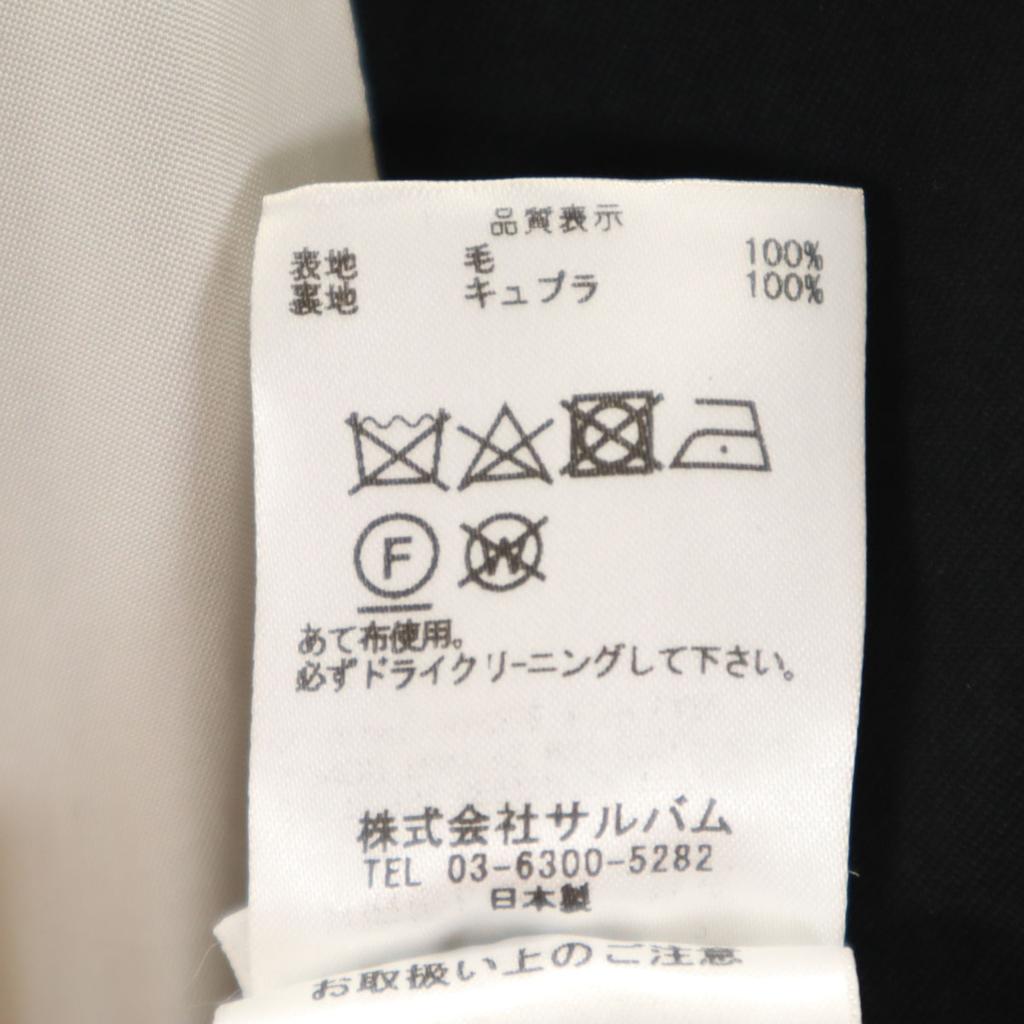 品質表示
表地 毛 100%
裏地 キュプラ 100%
F W
あて布使用。
必ずドライクリーニングして下さい。
株式会社サルバム
TEL 03-6300-5282
日本製
お取扱い上のご注意